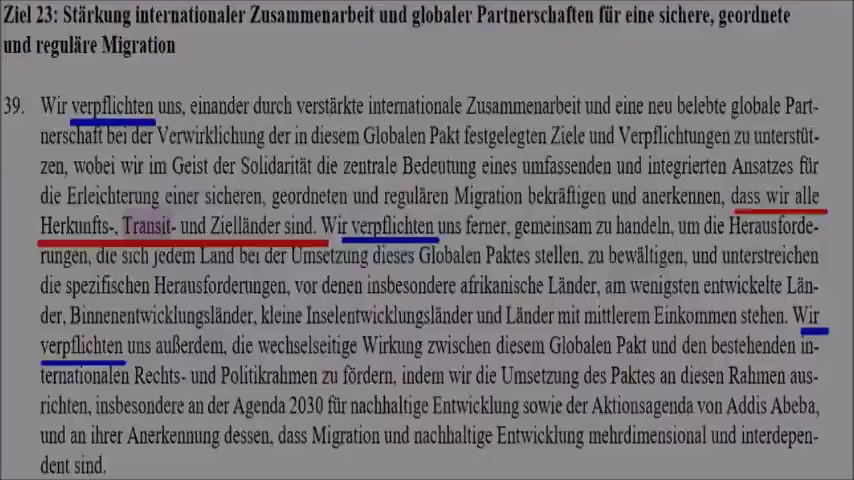 Ziel 23: Stärkung internationaler Zusammenarbeit und globaler Partnerschaften für eine sichere, geordnete
und reguläre Migration
39. Wir verpflichten uns, einander durch verstärkte internationale Zusammenarbeit und eine neu belebte globale Part-
nerschaft bei der Verwirklichung der in diesem Globalen Pakt festgelegten Ziele und Verpflichtungen zu unterstüt-
zen, wobei wir im Geist der Solidarität die zentrale Bedeutung eines umfassenden und integrierten Ansatzes für
die Erleichterung einer sicheren, geordneten und regulären Migration bekräftigen und anerkennen, dass wir alle
Herkunfts-, Transit- und Zielländer sind. Wir verpflichten uns ferner, gemeinsam zu handeln, um die Herausforde-
rungen, die sich jedem Land bei der Umsetzung dieses Globalen Paktes stellen, zu bewältigen, und unterstreichen
die spezifischen Herausforderungen, vor denen insbesondere afrikanische Länder, am wenigsten entwickelte Län-
der, Binnenentwicklungsländer, kleine Inselentwicklungsländer und Länder mit mittlerem Einkommen stehen. Wir
verpflichten uns außerdem, die wechselseitige Wirkung zwischen diesem Globalen Pakt und den bestehenden in-
ternationalen Rechts- und Politikrahmen zu fördern, indem wir die Umsetzung des Paktes an diesen Rahmen aus-
richten, insbesondere an der Agenda 2030 für nachhaltige Entwicklung sowie der Aktionsagenda von Addis Abeba,
und an ihrer Anerkennung dessen, dass Migration und nachhaltige Entwicklung mehrdimensional und interdepen-
dent sind.